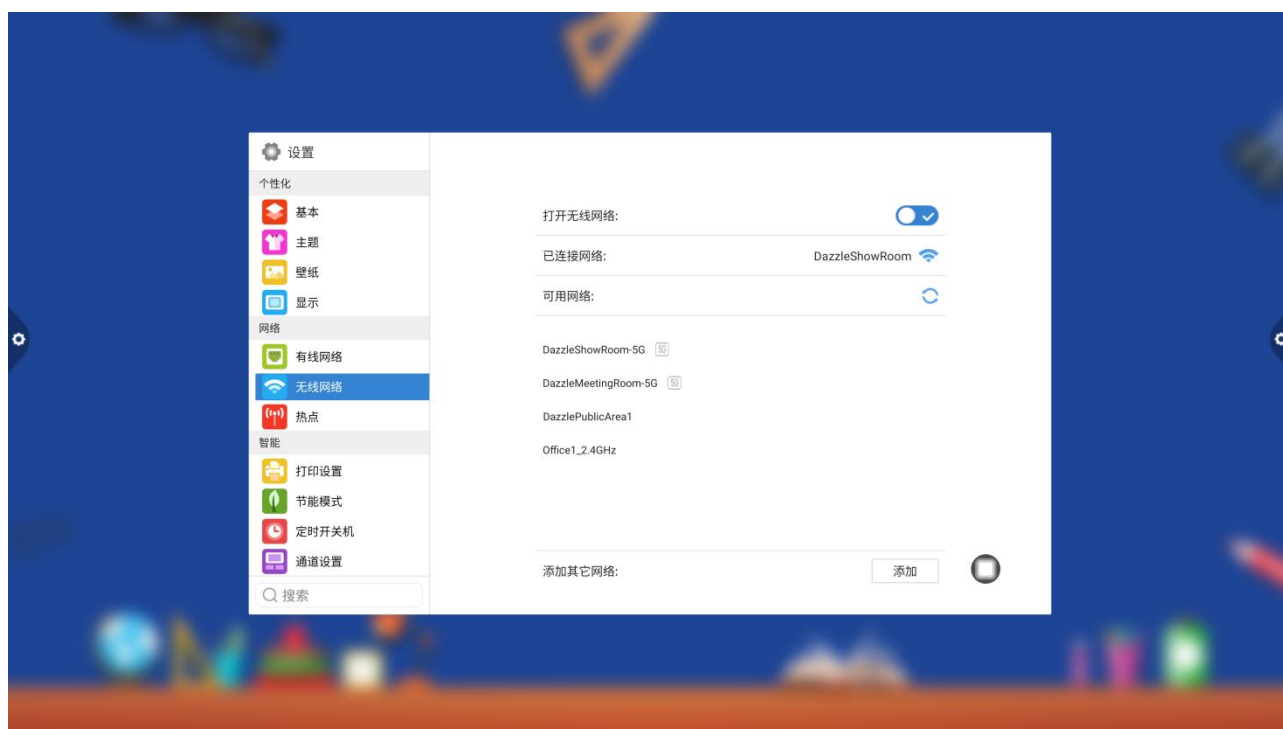 设置
个性化
基本
主题
壁纸
显示
网络
有线网络
无线网络
热点
智能
打印设置
节能模式
定时开关机
通道设置
搜索
打开无线网络:
已连接网络: DazzleShowRoom
可用网络:
DazzleShowRoom-5G 5G
DazzleMeetingRoom-5G 5G
DazzlePublicArea1
Office1_2.4GHz
添加其它网络: 添加